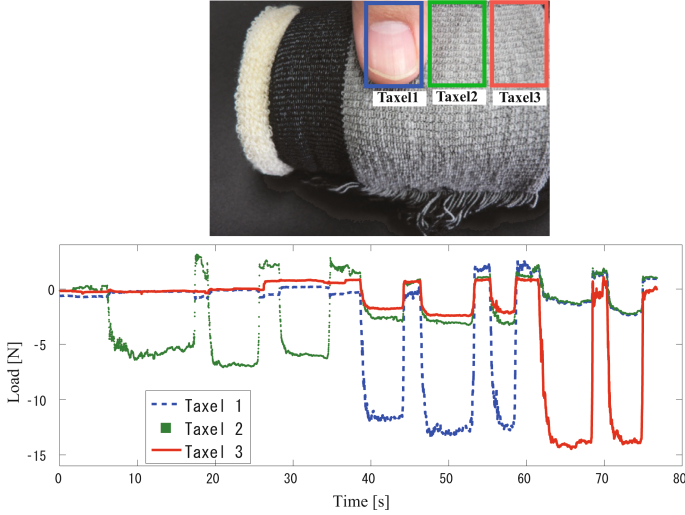 Taxel1 Taxel2 Taxel3
0
-5
-10
-15
Load [N]
Taxel 1
Taxel 2
Taxel 3
0 10 20 30 40 50 60 70 80
Time [s]